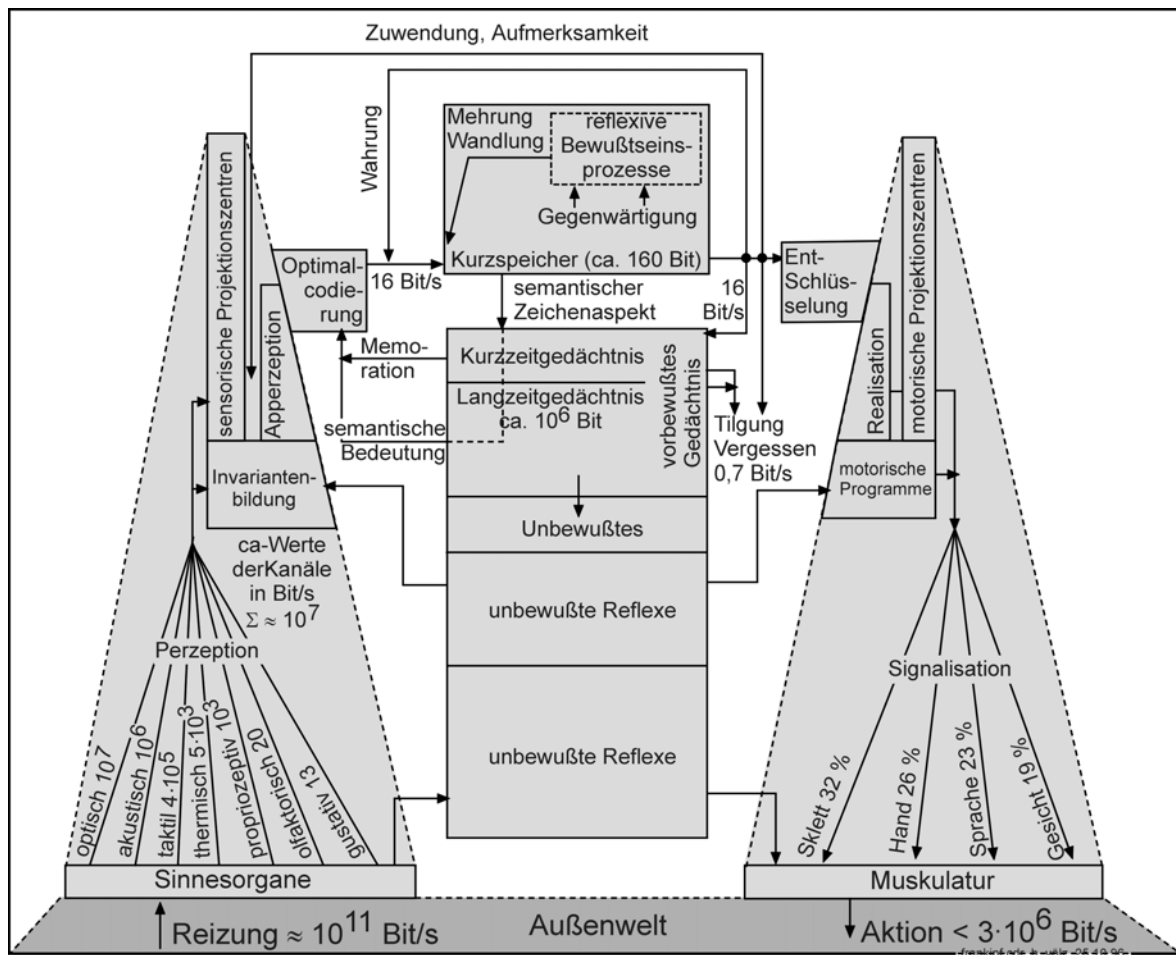 Zuwendung, Aufmerksamkeit
Wahrung
Mehrung
Wandlung
reflexive
Bewußtseins-
prozesse
Gegenwärtigung
Kurzspeicher (ca. 160 Bit)
sensorische Projektionszentren
Apperzeption
Optimal-
codie-
rung
16 Bit/s
semantischer
Zeichenaspekt
16
Bit/s
Ent-
Schlüs-
selung
Realisation
motorische Projektionszentren
Memo-
ration
Kurzzeitgedächtnis
Langzeitgedächtnis
ca. 10⁶ Bit
vorbewußtes
Gedächtnis
semantische
Bedeutung
Tilgung
Vergessen
0,7 Bit/s
Invarianten-
bildung
motorische
Programme
Unbewußtes
ca-Werte
derKanäle
in Bit/s
Σ ≈ 10⁷
unbewußte Reflexe
Perzeption
Signalisation
unbewußte Reflexe
optisch 10⁷
akustisch 10⁶
taktil 4·10⁵
thermisch 5·10³
propriozeptiv 10³
olfaktorisch 20
gustativ 13
Sklett 32 %
Hand 26 %
Sprache 23 %
Gesicht 19 %
Sinnesorgane
Muskulatur
Reizung ≈ 10¹¹ Bit/s
Außenwelt
Aktion < 3·10⁶ Bit/s